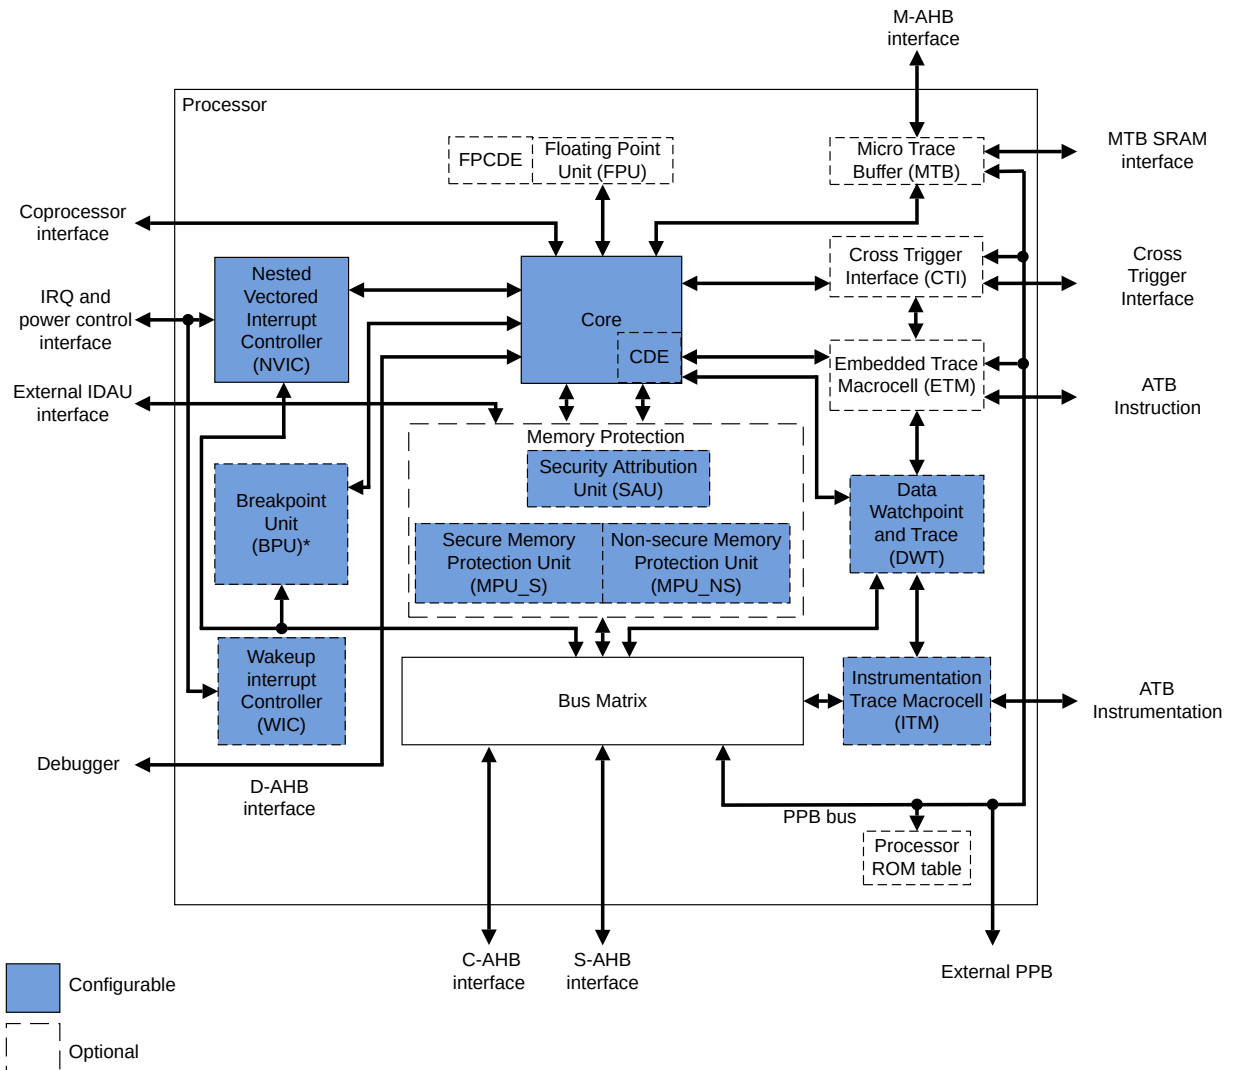 M-AHB
interface
Processor
FPCDE
Floating Point
Unit (FPU)
Micro Trace
Buffer (MTB)
MTB SRAM
interface
Coprocessor
interface
Nested
Vectored
Interrupt
Controller
(NVIC)
Core
CDE
Cross Trigger
Interface (CTI)
Cross
Trigger
Interface
IRQ and
power control
interface
Embedded Trace
Macrocell (ETM)
External IDAU
interface
ATB
Instruction
Memory Protection
Security Attribution
Unit (SAU)
Breakpoint
Unit
(BPU)*
Data
Watchpoint
and Trace
(DWT)
Secure Memory
Protection Unit
(MPU_S)
Non-secure Memory
Protection Unit
(MPU_NS)
Wakeup
interrupt
Controller
(WIC)
Bus Matrix
Instrumentation
Trace Macrocell
(ITM)
ATB
Instrumentation
Debugger
D-AHB
interface
PPB bus
Processor
ROM table
C-AHB
interface
S-AHB
interface
External PPB
Configurable
Optional